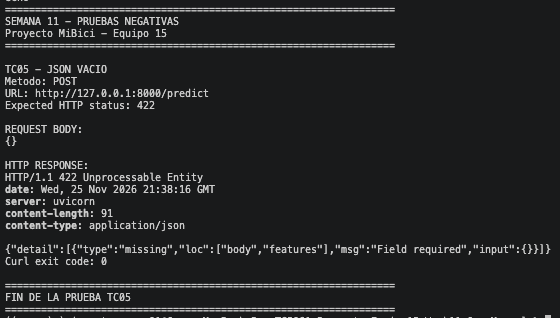 ============================================================
SEMANA 11 - PRUEBAS NEGATIVAS
Proyecto MiBici - Equipo 15
============================================================
TC05 - JSON VACIO
Metodo: POST
URL: http://127.0.0.1:8000/predict
Expected HTTP status: 422
REQUEST BODY:
{}
HTTP RESPONSE:
HTTP/1.1 422 Unprocessable Entity
date: Wed, 25 Nov 2026 21:38:16 GMT
server: uvicorn
content-length: 91
content-type: application/json
{"detail":[{"type":"missing","loc":["body","features"],"msg":"Field required","input":{}}]}
Curl exit code: 0
============================================================
FIN DE LA PRUEBA TC05
============================================================